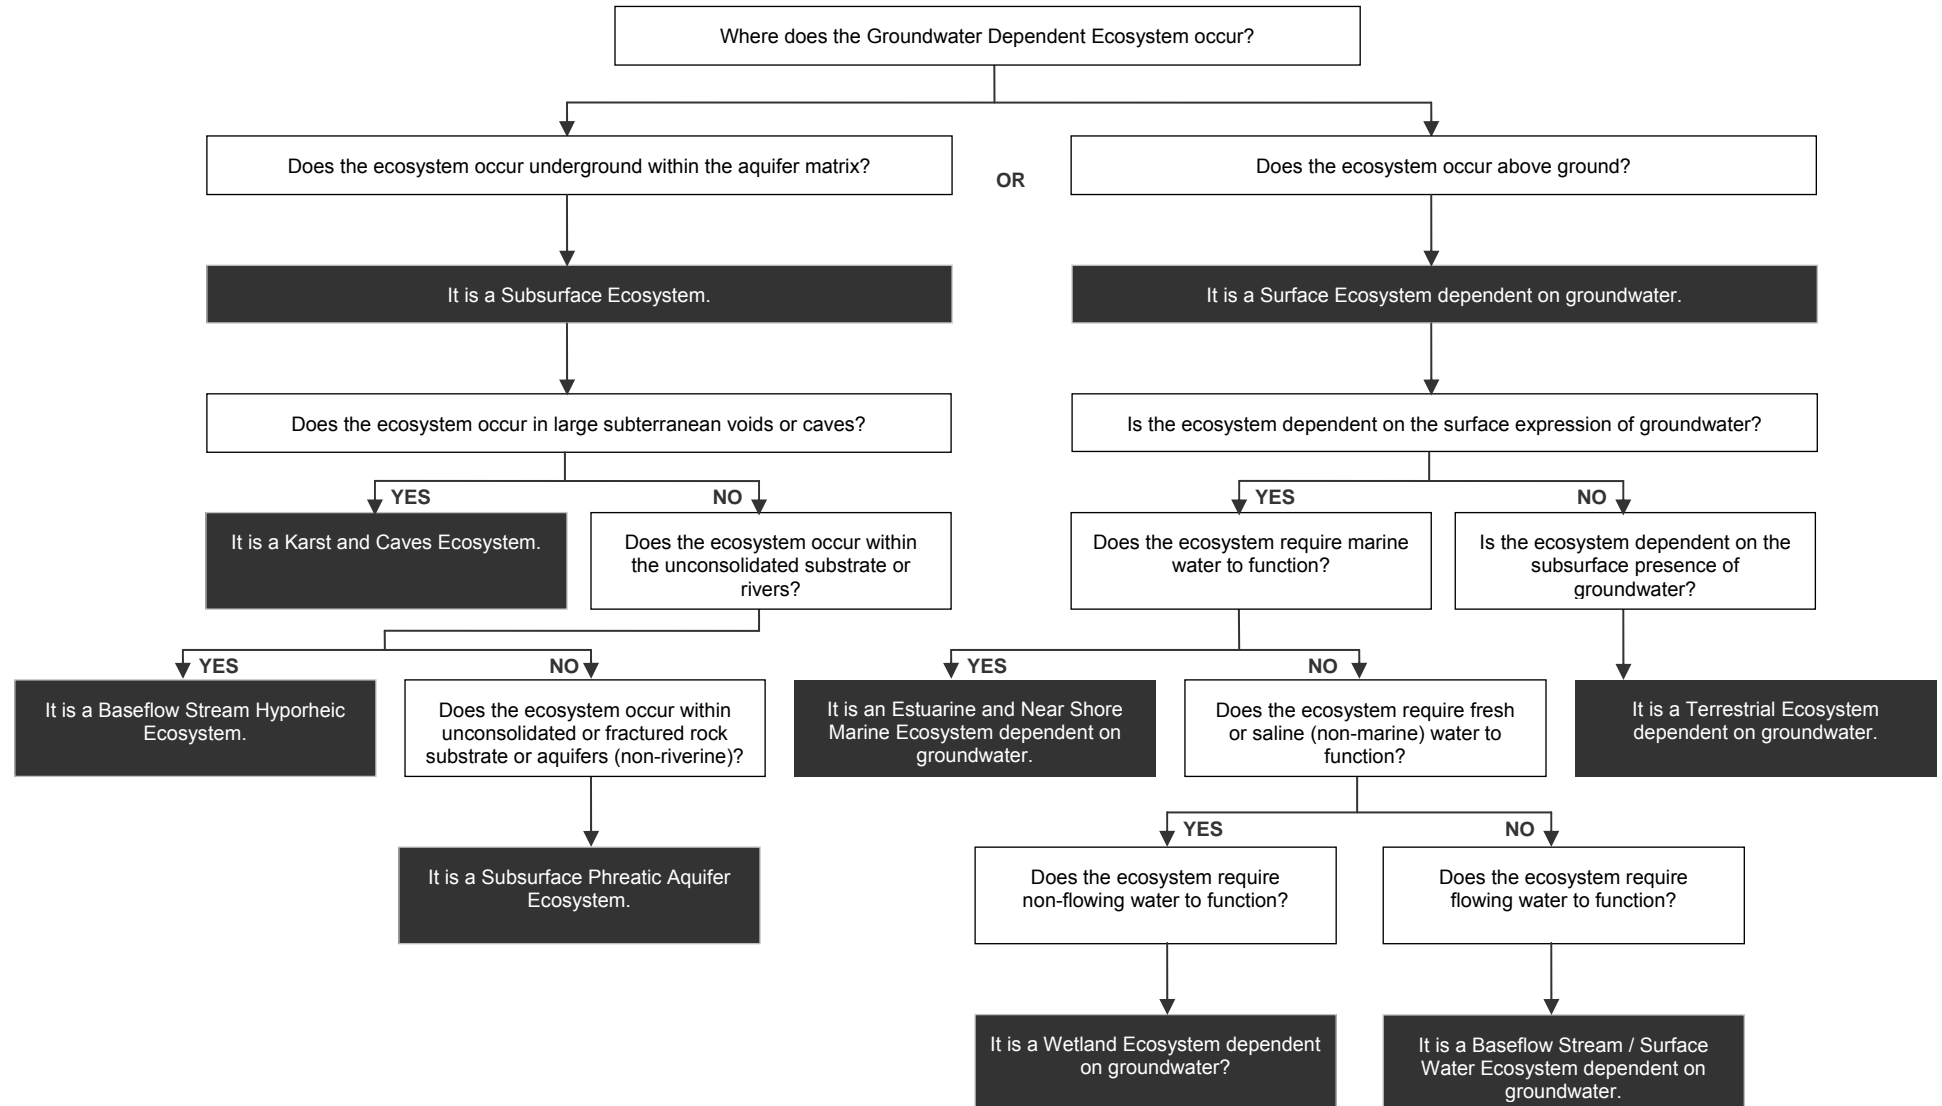 Where does the Groundwater Dependent Ecosystem occur?
Does the ecosystem occur underground within the aquifer matrix?
OR
Does the ecosystem occur above ground?
It is a Subsurface Ecosystem.
It is a Surface Ecosystem dependent on groundwater.
Does the ecosystem occur in large subterranean voids or caves?
Is the ecosystem dependent on the surface expression of groundwater?
YES
NO
YES
NO
It is a Karst and Caves Ecosystem.
Does the ecosystem occur within
the unconsolidated substrate or
rivers?
Does the ecosystem require marine
water to function?
Is the ecosystem dependent on the
subsurface presence of
groundwater?
YES
NO
YES
NO
It is a Baseflow Stream Hyporheic
Ecosystem.
Does the ecosystem occur within
unconsolidated or fractured rock
substrate or aquifers (non-riverine)?
It is an Estuarine and Near Shore
Marine Ecosystem dependent on
groundwater.
Does the ecosystem require fresh
or saline (non-marine) water to
function?
It is a Terrestrial Ecosystem
dependent on groundwater.
YES
NO
It is a Subsurface Phreatic Aquifer
Ecosystem.
Does the ecosystem require
non-flowing water to function?
Does the ecosystem require
flowing water to function?
It is a Wetland Ecosystem dependent
on groundwater?
It is a Baseflow Stream / Surface
Water Ecosystem dependent on
groundwater.